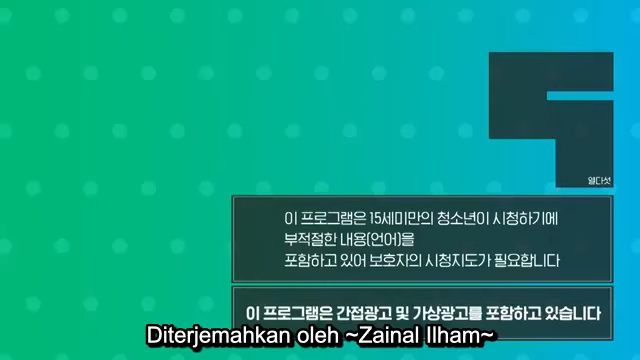 열다섯
이 프로그램은 15세미만의 청소년이 시청하기에
부적절한 내용(언어)을
포함하고 있어 보호자의 시청지도가 필요합니다
이 프로그램은 간접광고 및 가상광고를 포함하고 있습니다
Diterjemahkan oleh ~Zainal Ilham~